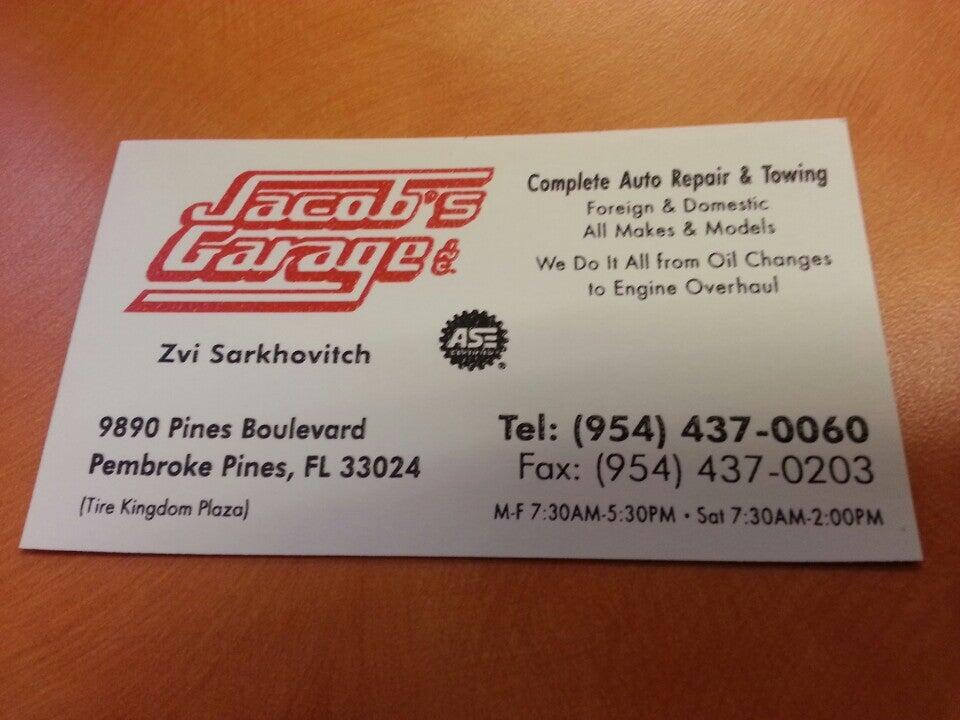 Jacob's
Garage & Co.
Zvi Sarkhovitch
9890 Pines Boulevard
Pembroke Pines, FL 33024
(Tire Kingdom Plaza)
Complete Auto Repair & Towing
Foreign & Domestic
All Makes & Models
We Do It All from Oil Changes
to Engine Overhaul
ASE
CERTIFIED
®
Tel: (954) 437-0060
Fax: (954) 437-0203
M-F 7:30AM-5:30PM • Sat 7:30AM-2:00PM